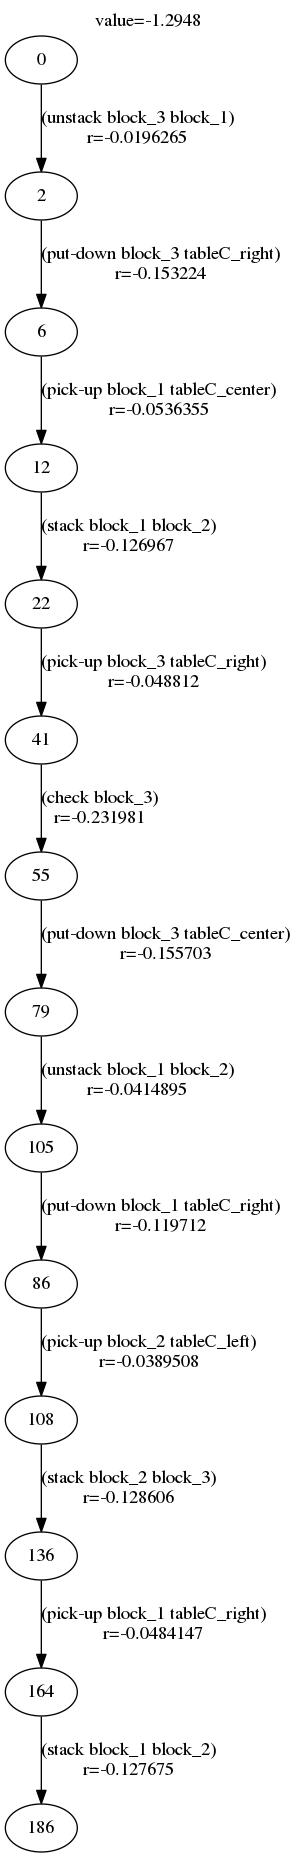 value=-1.2948
0
(unstack block_3 block_1)
r=-0.0196265
2
(put-down block_3 tableC_right)
r=-0.153224
6
(pick-up block_1 tableC_center)
r=-0.0536355
12
(stack block_1 block_2)
r=-0.126967
22
(pick-up block_3 tableC_right)
r=-0.048812
41
(check block_3)
r=-0.231981
55
(put-down block_3 tableC_center)
r=-0.155703
79
(unstack block_1 block_2)
r=-0.0414895
105
(put-down block_1 tableC_right)
r=-0.119712
86
(pick-up block_2 tableC_left)
r=-0.0389508
108
(stack block_2 block_3)
r=-0.128606
136
(pick-up block_1 tableC_right)
r=-0.0484147
164
(stack block_1 block_2)
r=-0.127675
186